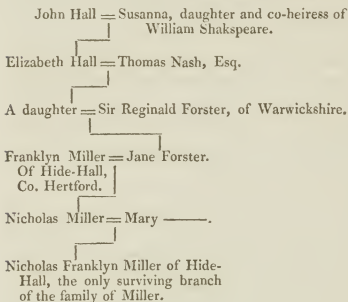 John Hall = Susanna, daughter and co-heiress of
William Shakspeare.
Elizabeth Hall = Thomas Nash, Esq.
A daughter = Sir Reginald Forster, of Warwickshire.
Franklyn Miller = Jane Forster.
Of Hide-Hall,
Co. Hertford.
Nicholas Miller = Mary ———.
Nicholas Franklyn Miller of Hide-
Hall, the only surviving branch
of the family of Miller.